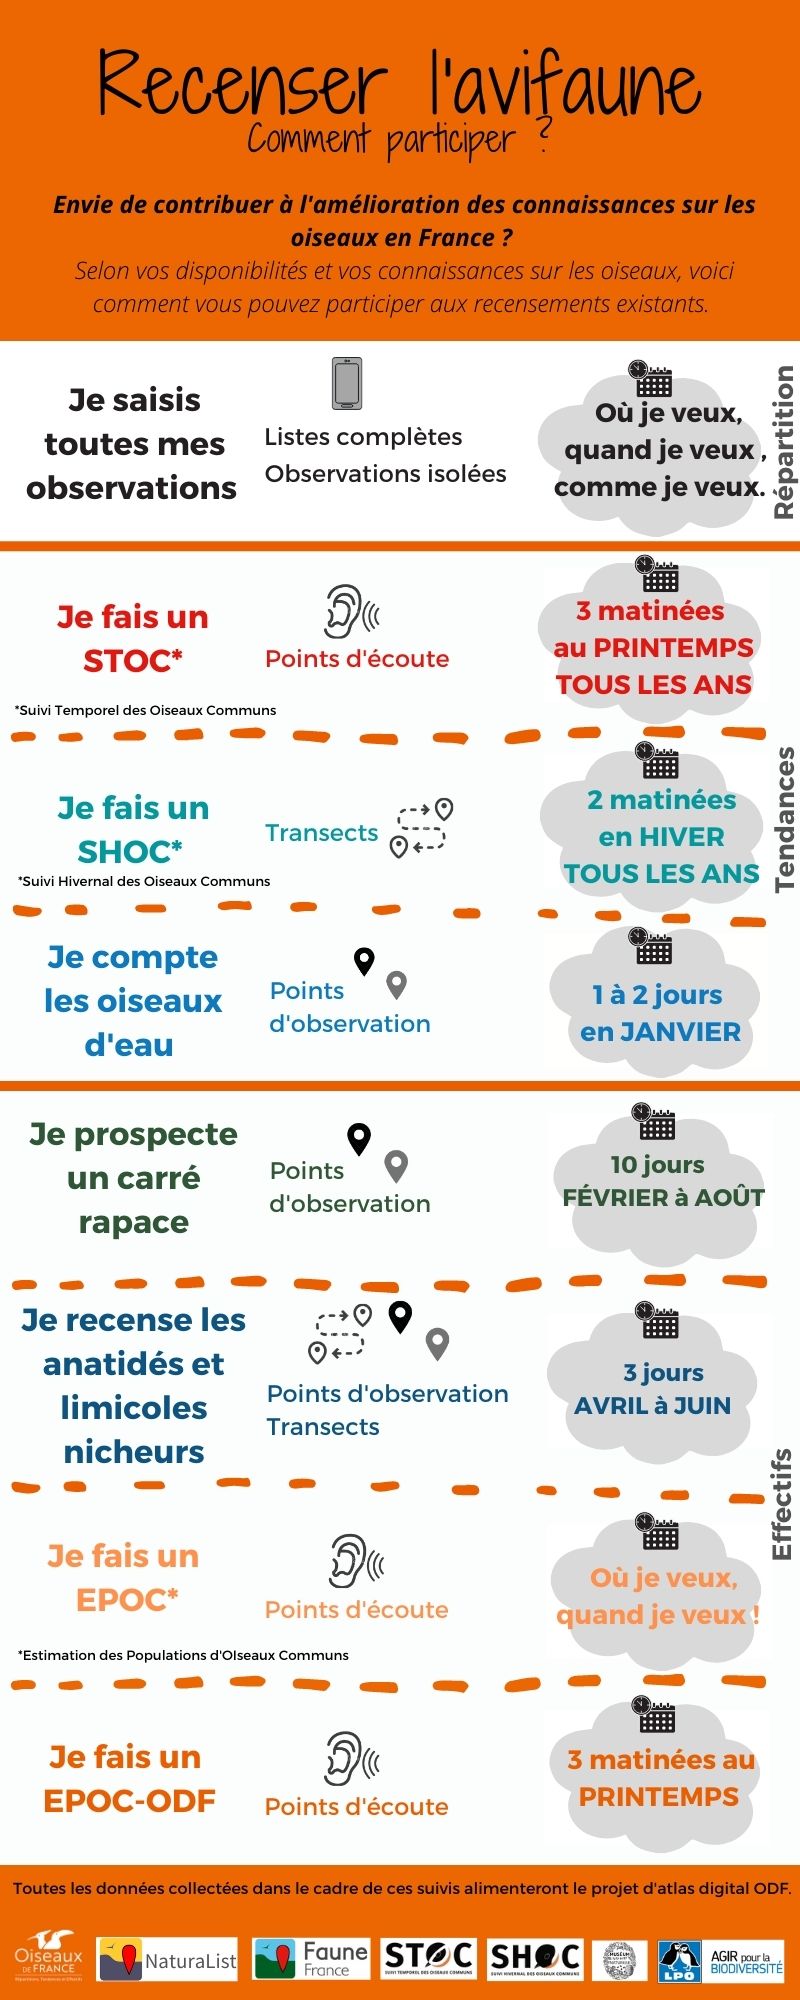 Recenser l'avifaune
Comment participer ?
Envie de contribuer à l'amélioration des connaissances sur les
oiseaux en France ?
Selon vos disponibilités et vos connaissances sur les oiseaux, voici
comment vous pouvez participer aux recensements existants.
Je saisis
toutes mes
observations
Listes complètes
Observations isolées
Où je veux,
quand je veux ,
comme je veux.
Répartition
Je fais un
STOC*
*Suivi Temporel des Oiseaux Communs
Points d'écoute
3 matinées
au PRINTEMPS
TOUS LES ANS
Je fais un
SHOC*
*Suivi Hivernal des Oiseaux Communs
Transects
2 matinées
en HIVER
TOUS LES ANS
Tendances
Je compte
les oiseaux
d'eau
Points
d'observation
1 à 2 jours
en JANVIER
Je prospecte
un carré
rapace
Points
d'observation
10 jours
FÉVRIER à AOÛT
Je recense les
anatidés et
limicoles
nicheurs
Points d'observation
Transects
3 jours
AVRIL à JUIN
Effectifs
Je fais un
EPOC*
*Estimation des Populations d'OIseaux Communs
Points d'écoute
Où je veux,
quand je veux !
Je fais un
EPOC-ODF
Points d'écoute
3 matinées au
PRINTEMPS
Toutes les données collectées dans le cadre de ces suivis alimenteront le projet d'atlas digital ODF.
Oiseaux
DE FRANCE
Répartitions, Tendances et Effectifs
NaturaList
Faune
France
STOC
SUIVI TEMPOREL DES OISEAUX COMMUNS
SHOC
SUIVI HIVERNAL DES OISEAUX COMMUNS
LPO
AGIR pour la
BIODIVERSITÉ